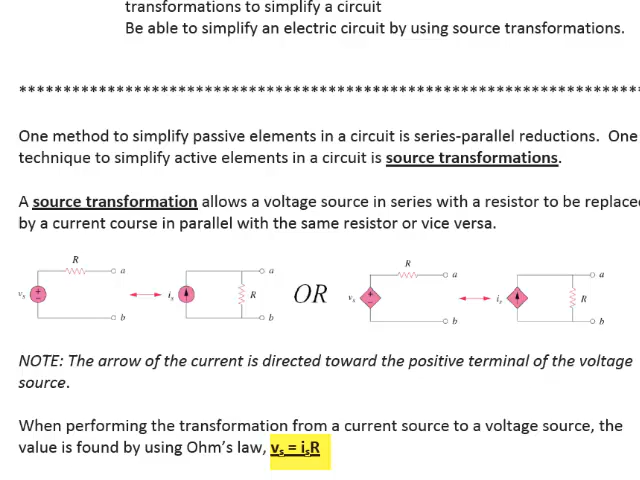 transformations to simplify a circuit
Be able to simplify an electric circuit by using source transformations.
************************************************************************
One method to simplify passive elements in a circuit is series-parallel reductions. One
technique to simplify active elements in a circuit is source transformations.
A source transformation allows a voltage source in series with a resistor to be replace
by a current course in parallel with the same resistor or vice versa.
R a vs b
is R a b
OR
R a vs b
is R a b
NOTE: The arrow of the current is directed toward the positive terminal of the voltage
source.
When performing the transformation from a current source to a voltage source, the
value is found by using Ohm's law, vs = isR